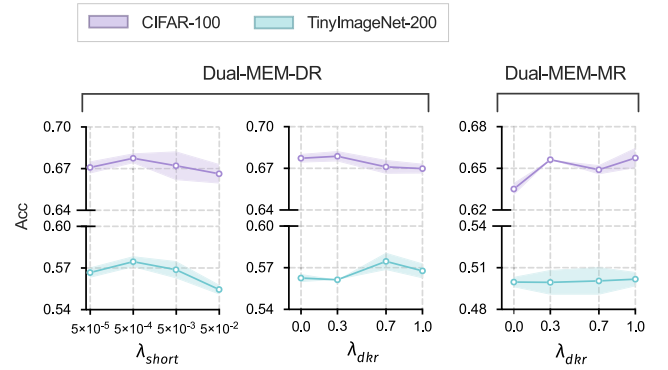 CIFAR-100 TinyImageNet-200
Dual-MEM-DR Dual-MEM-MR
Acc
0.70
0.67
0.64
0.60
0.57
0.54
5×10⁻⁵ 5×10⁻⁴ 5×10⁻³ 5×10⁻²
λshort
0.70
0.67
0.64
0.60
0.57
0.54
0.0 0.3 0.7 1.0
λdkr
0.68
0.65
0.62
0.54
0.51
0.48
0.0 0.3 0.7 1.0
λdkr